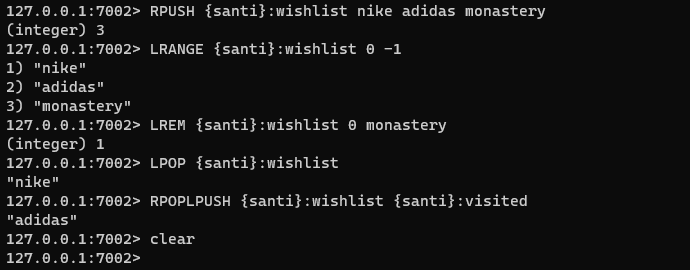 127.0.0.1:7002> RPUSH {santi}:wishlist nike adidas monastery
(integer) 3
127.0.0.1:7002> LRANGE {santi}:wishlist 0 -1
1) "nike"
2) "adidas"
3) "monastery"
127.0.0.1:7002> LREM {santi}:wishlist 0 monastery
(integer) 1
127.0.0.1:7002> LPOP {santi}:wishlist
"nike"
127.0.0.1:7002> RPOPLPUSH {santi}:wishlist {santi}:visited
"adidas"
127.0.0.1:7002> clear
127.0.0.1:7002>